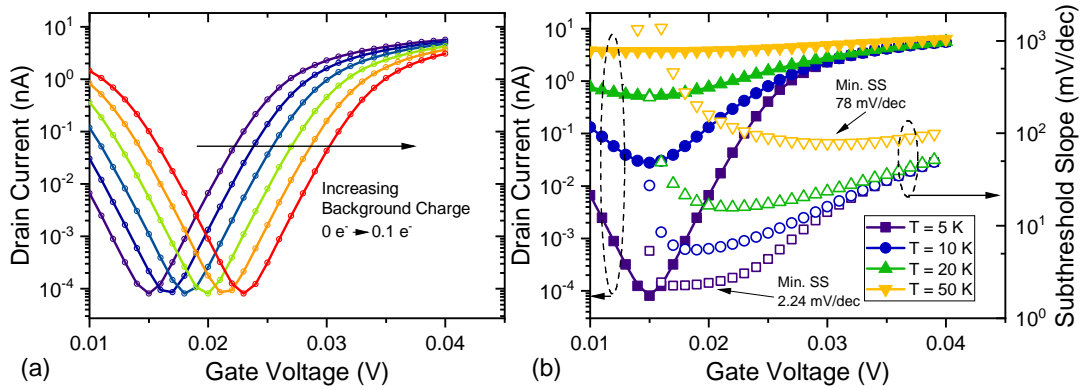 (a)
Drain Current (nA)
10¹
10⁰
10⁻¹
10⁻²
10⁻³
10⁻⁴
0.01
0.02
0.03
0.04
Gate Voltage (V)
Increasing
Background Charge
0 e⁻ → 0.1 e⁻
(b)
Drain Current (nA)
10¹
10⁰
10⁻¹
10⁻²
10⁻³
10⁻⁴
0.01
0.02
0.03
0.04
Gate Voltage (V)
Min. SS
78 mV/dec
Min. SS
2.24 mV/dec
T = 5 K
T = 10 K
T = 20 K
T = 50 K
10³
10²
10¹
10⁰
Subthreshold Slope (mV/dec)